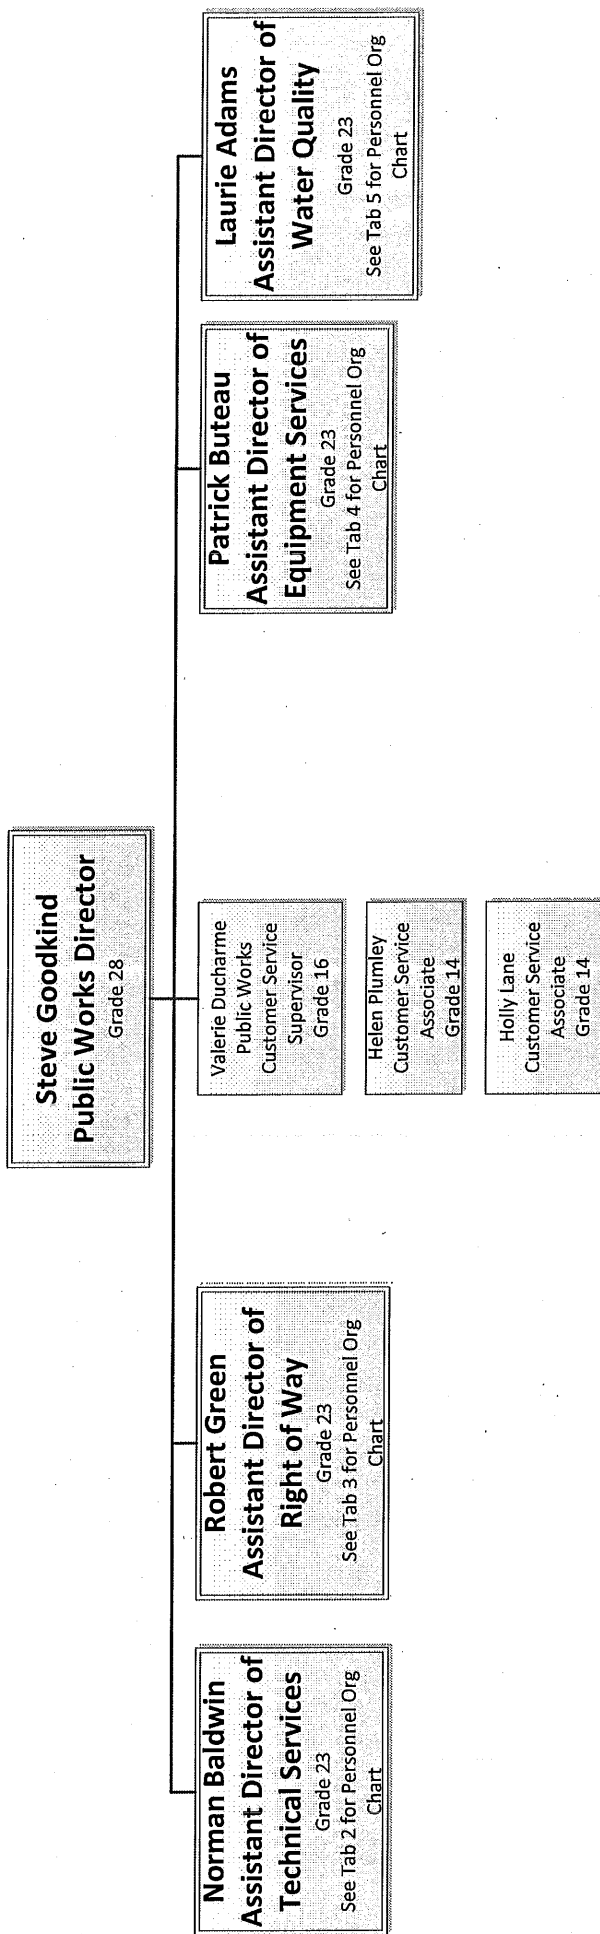 Steve Goodkind
Public Works Director
Grade 28
Norman Baldwin
Assistant Director of
Technical Services
Grade 23
See Tab 2 for Personnel Org
Chart
Robert Green
Assistant Director of
Right of Way
Grade 23
See Tab 3 for Personnel Org
Chart
Valerie Ducharme
Public Works
Customer Service
Supervisor
Grade 16
Helen Plumley
Customer Service
Associate
Grade 14
Holly Lane
Customer Service
Associate
Grade 14
Patrick Buteau
Assistant Director of
Equipment Services
Grade 23
See Tab 4 for Personnel Org
Chart
Laurie Adams
Assistant Director of
Water Quality
Grade 23
See Tab 5 for Personnel Org
Chart